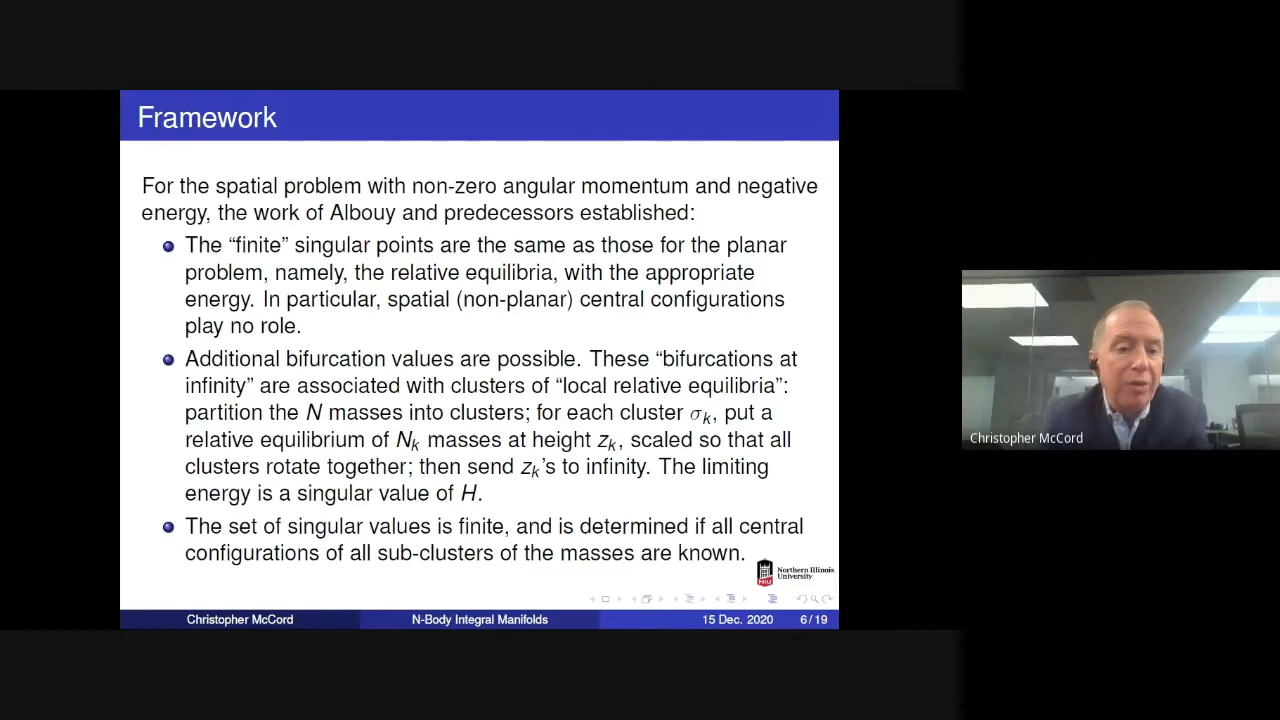 Framework
For the spatial problem with non-zero angular momentum and negative
energy, the work of Albouy and predecessors established:
The “finite” singular points are the same as those for the planar
problem, namely, the relative equilibria, with the appropriate
energy. In particular, spatial (non-planar) central configurations
play no role.
Additional bifurcation values are possible. These “bifurcations at
infinity” are associated with clusters of “local relative equilibria”:
partition the N masses into clusters; for each cluster σₖ, put a
relative equilibrium of Nₖ masses at height zₖ, scaled so that all
clusters rotate together; then send zₖ’s to infinity. The limiting
energy is a singular value of H.
The set of singular values is finite, and is determined if all central
configurations of all sub-clusters of the masses are known.
Northern Illinois
University
NIU
Christopher McCord
N-Body Integral Manifolds
15 Dec. 2020
6 / 19
Christopher McCord